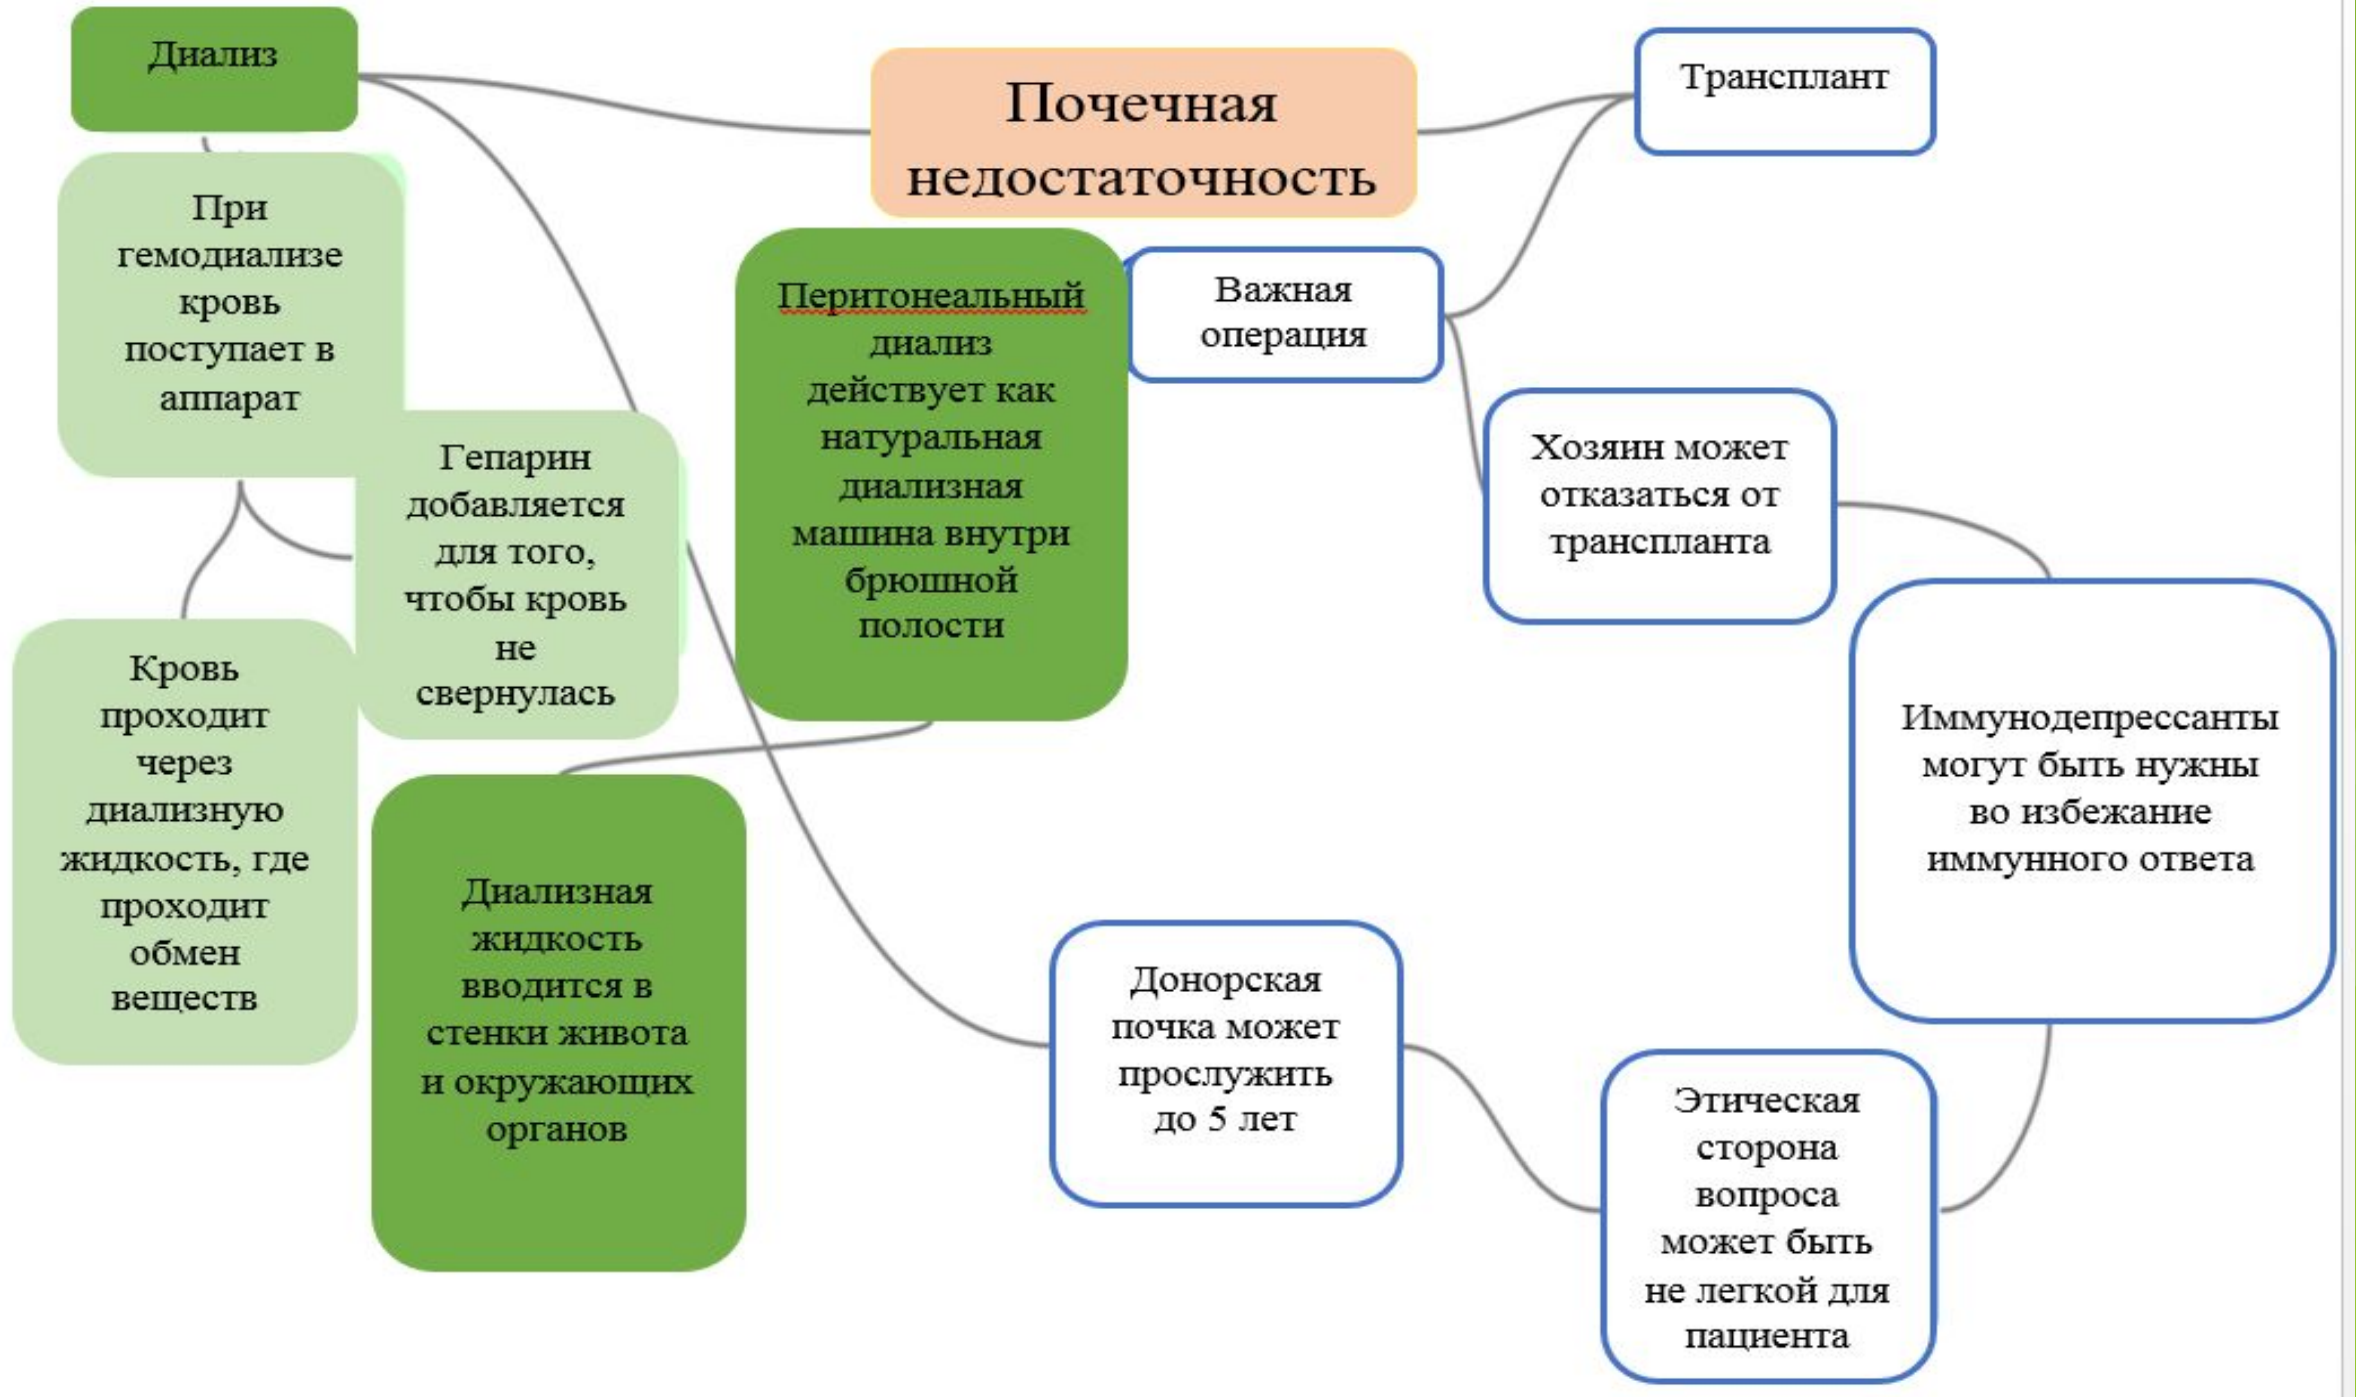 Диализ
Почечная
недостаточность
Трансплант
При
гемодиализе
кровь
поступает в
аппарат
Гепарин
добавляется
для того,
чтобы кровь
не
свернулась
Кровь
проходит
через
диализную
жидкость, где
проходит
обмен
веществ
Перитонеальный
диализ
действует как
натуральная
диализная
машина внутри
брюшной
полости
Диализная
жидкость
вводится в
стенки живота
и окружающих
органов
Важная
операция
Хозяин может
отказаться от
трансплантa
Иммунодепрессанты
могут быть нужны
во избежание
иммунного ответа
Этическая
сторона
вопроса
может быть
не легкой для
пациента
Донорская
почка может
прослужить
до 5 лет